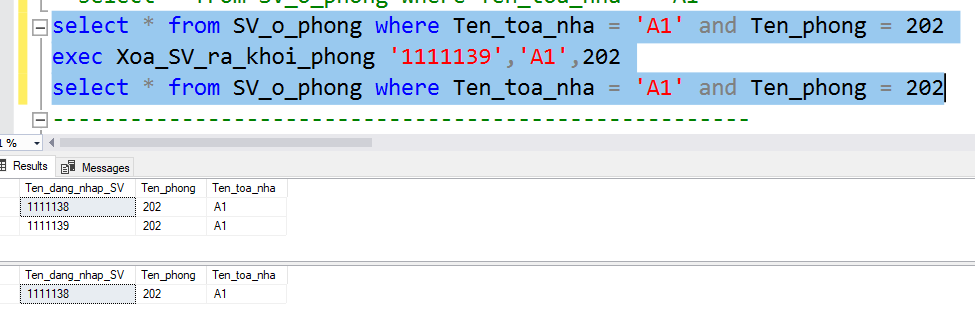 select * from SV_o_phong where Ten_toa_nha = 'A1' and Ten_phong = 202
exec Xoa_SV_ra_khoi_phong '1111139','A1',202
select * from SV_o_phong where Ten_toa_nha = 'A1' and Ten_phong = 202
------------------------------------------------------
%
Results Messages
Ten_dang_nhap_SV Ten_phong Ten_toa_nha
1111138 202 A1
1111139 202 A1
Ten_dang_nhap_SV Ten_phong Ten_toa_nha
1111138 202 A1